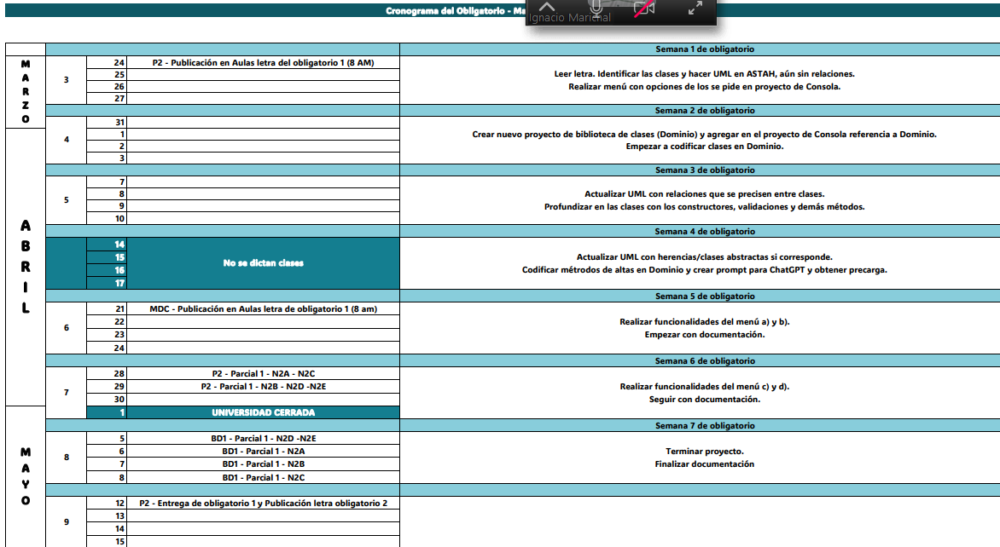 Cronograma del Obligatorio - Ma
Ignacio Marichal
Semana 1 de obligatorio
MARZO
3
24 P2 - Publicación en Aulas letra del obligatorio 1 (8 AM)
25
26
27
Leer letra. Identificar las clases y hacer UML en ASTAH, aún sin relaciones.
Realizar menú con opciones de los se pide en proyecto de Consola.
Semana 2 de obligatorio
4
31
1
2
3
Crear nuevo proyecto de biblioteca de clases (Dominio) y agregar en el proyecto de Consola referencia a Dominio.
Empezar a codificar clases en Dominio.
ABRIL
Semana 3 de obligatorio
5
7
8
9
10
Actualizar UML con relaciones que se precisen entre clases.
Profundizar en las clases con los constructores, validaciones y demás métodos.
Semana 4 de obligatorio
14
15
16
17
No se dictan clases
Actualizar UML con herencias/clases abstractas si corresponde.
Codificar métrodos de altas en Dominio y crear prompt para ChatGPT y obtener precarga.
Semana 5 de obligatorio
6
21 MDC - Publicación en Aulas letra de obligatorio 1 (8 am)
22
23
24
Realizar funcionalidades del menú a) y b).
Empezar con documentación.
Semana 6 de obligatorio
7
28 P2 - Parcial 1 - N2A - N2C
29 P2 - Parcial 1 - N2B - N2D -N2E
30
1 UNIVERSIDAD CERRADA
Realizar funcionalidades del menú c) y d).
Seguir con documentación.
MAYO
Semana 7 de obligatorio
8
5 BD1 - Parcial 1 - N2D -N2E
6 BD1 - Parcial 1 - N2A
7 BD1 - Parcial 1 - N2B
8 BD1 - Parcial 1 - N2C
Terminar proyecto.
Finalizar documentación
9
12 P2 - Entrega de obligatorio 1 y Publicación letra obligatorio 2
13
14
15